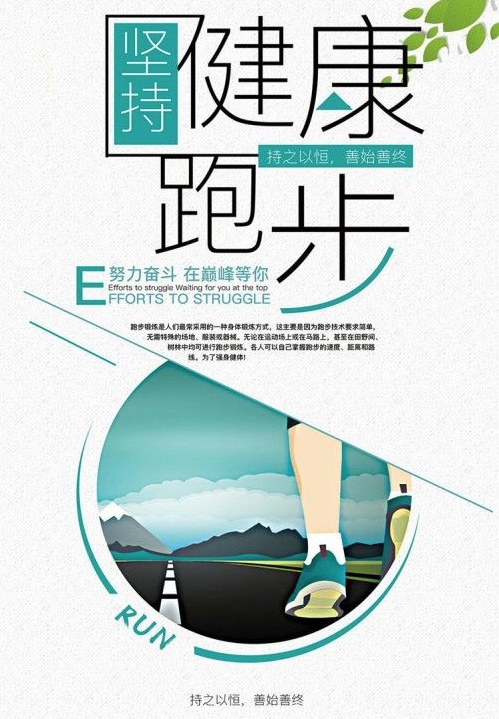 坚持
健康
跑步
持之以恒，善始善终
努力奋斗 在巅峰等你
Efforts to struggle Waiting for you at the top
EFFORTS TO STRUGGLE
跑步锻炼是人们最常采用的一种身体锻炼方式，这主要是因为跑步技术要求简单，
无需特殊的场地、服装或器械。无论在运动场上或在马路上，甚至在田野间、
树林中均可进行跑步锻炼。各人可以自己掌握跑步的速度、距离和路
线。为了强身健体!
RUN
持之以恒，善始善终